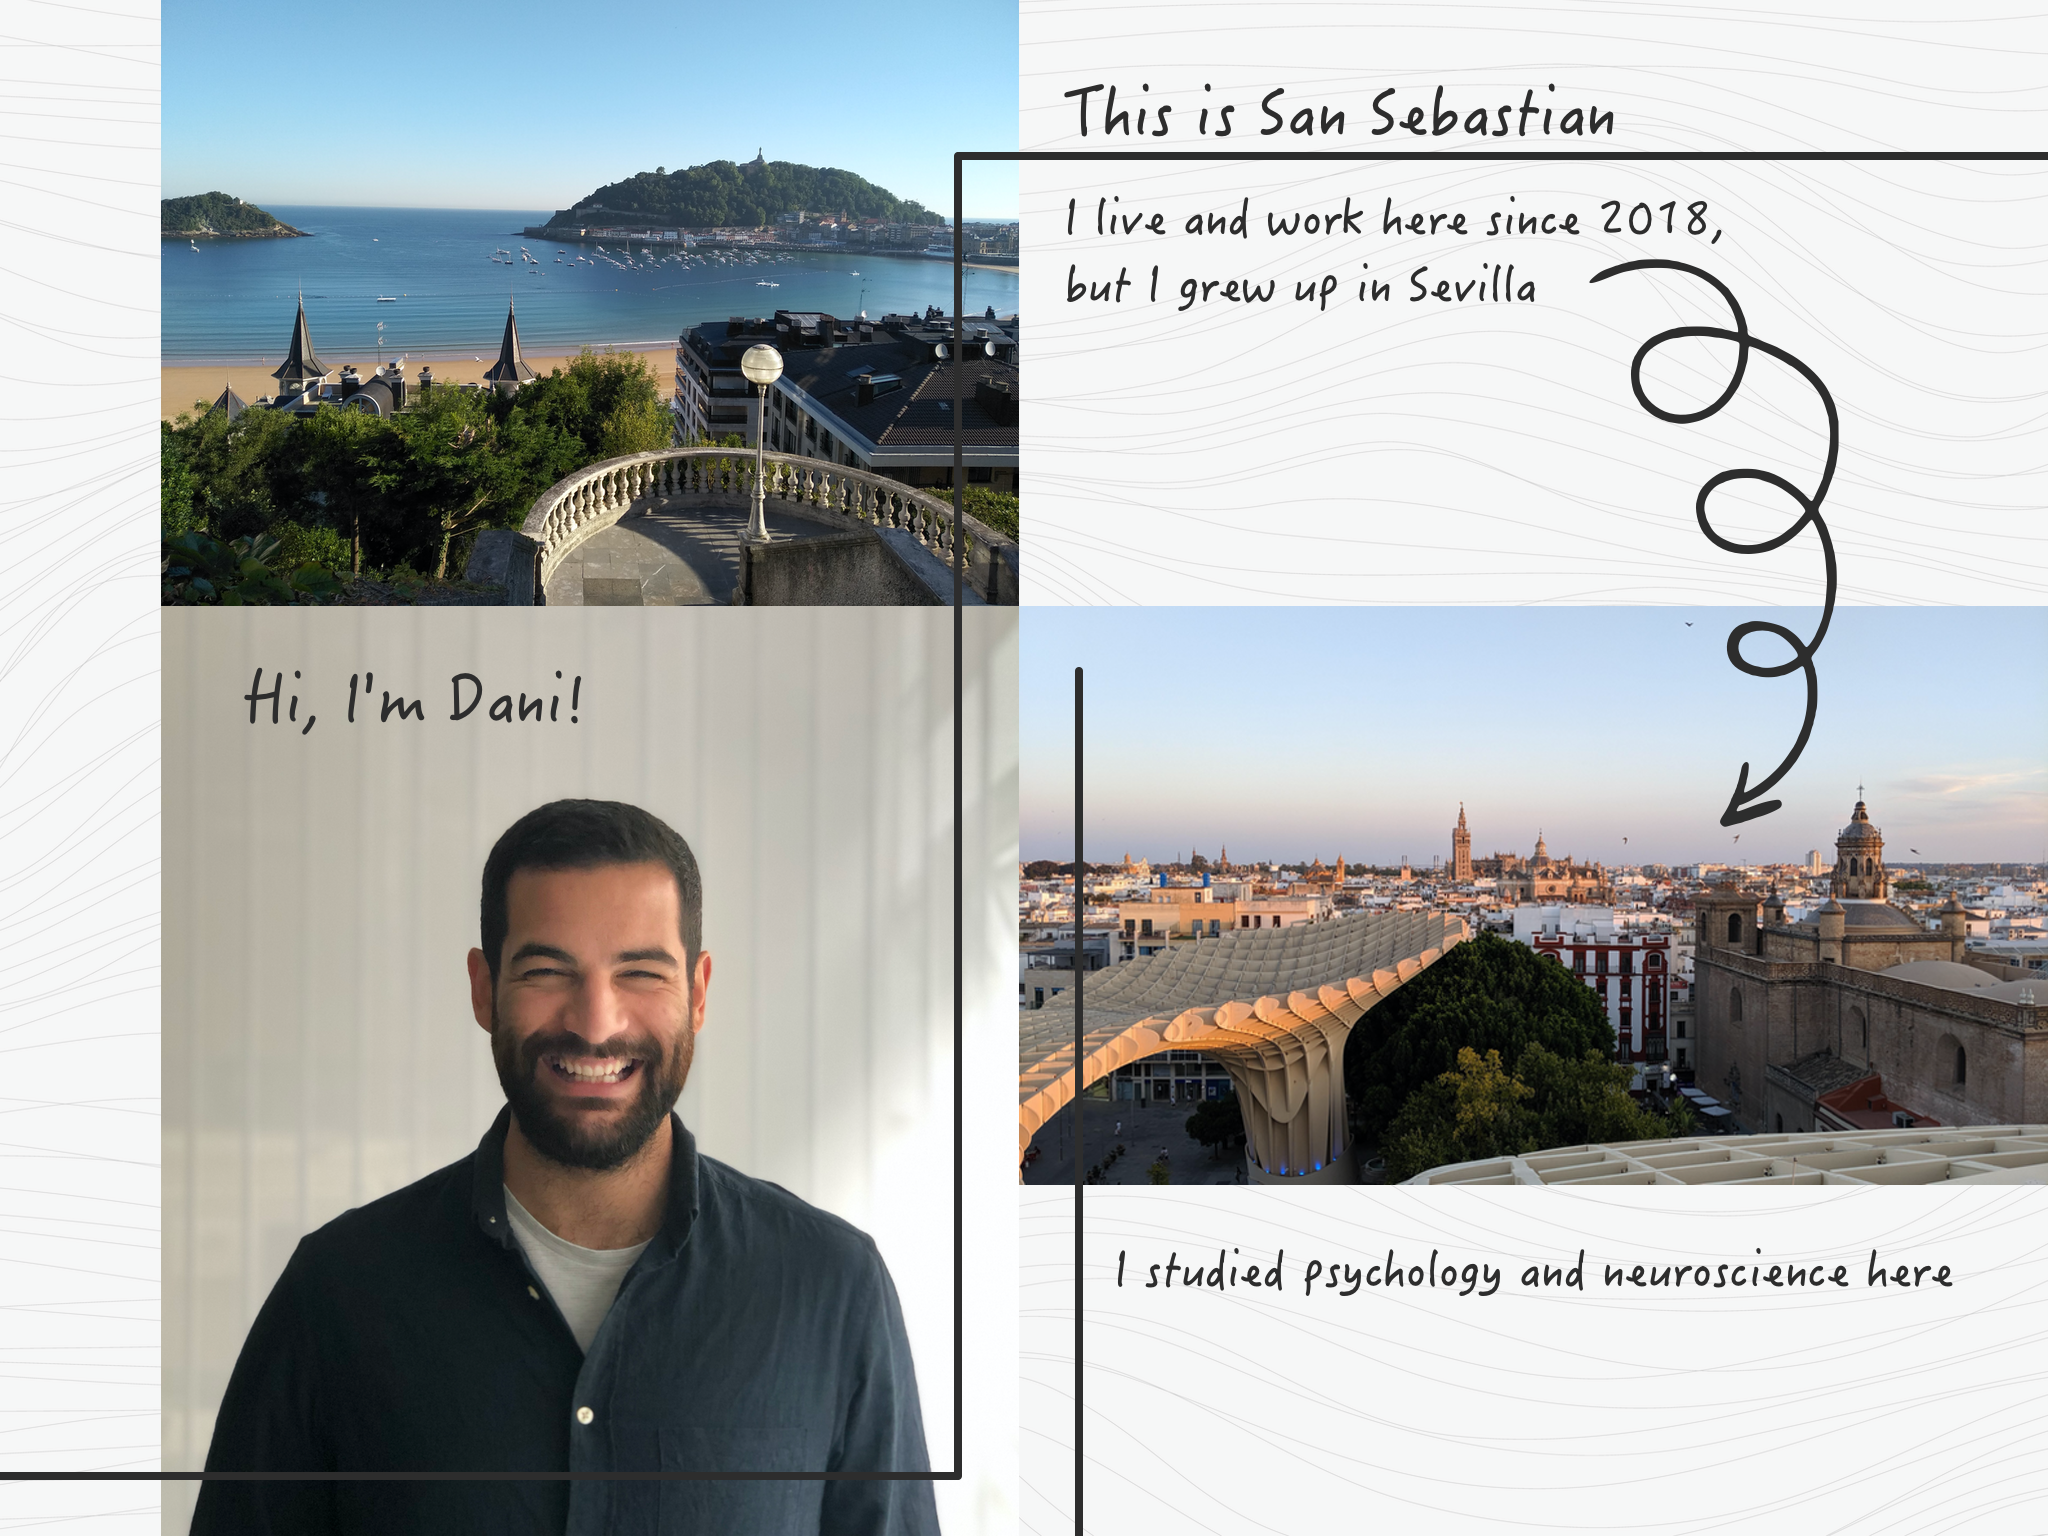 This is San Sebastian
I live and work here since 2018,
but I grew up in Sevilla
Hi, I'm Dani!
I studied psychology and neuroscience here